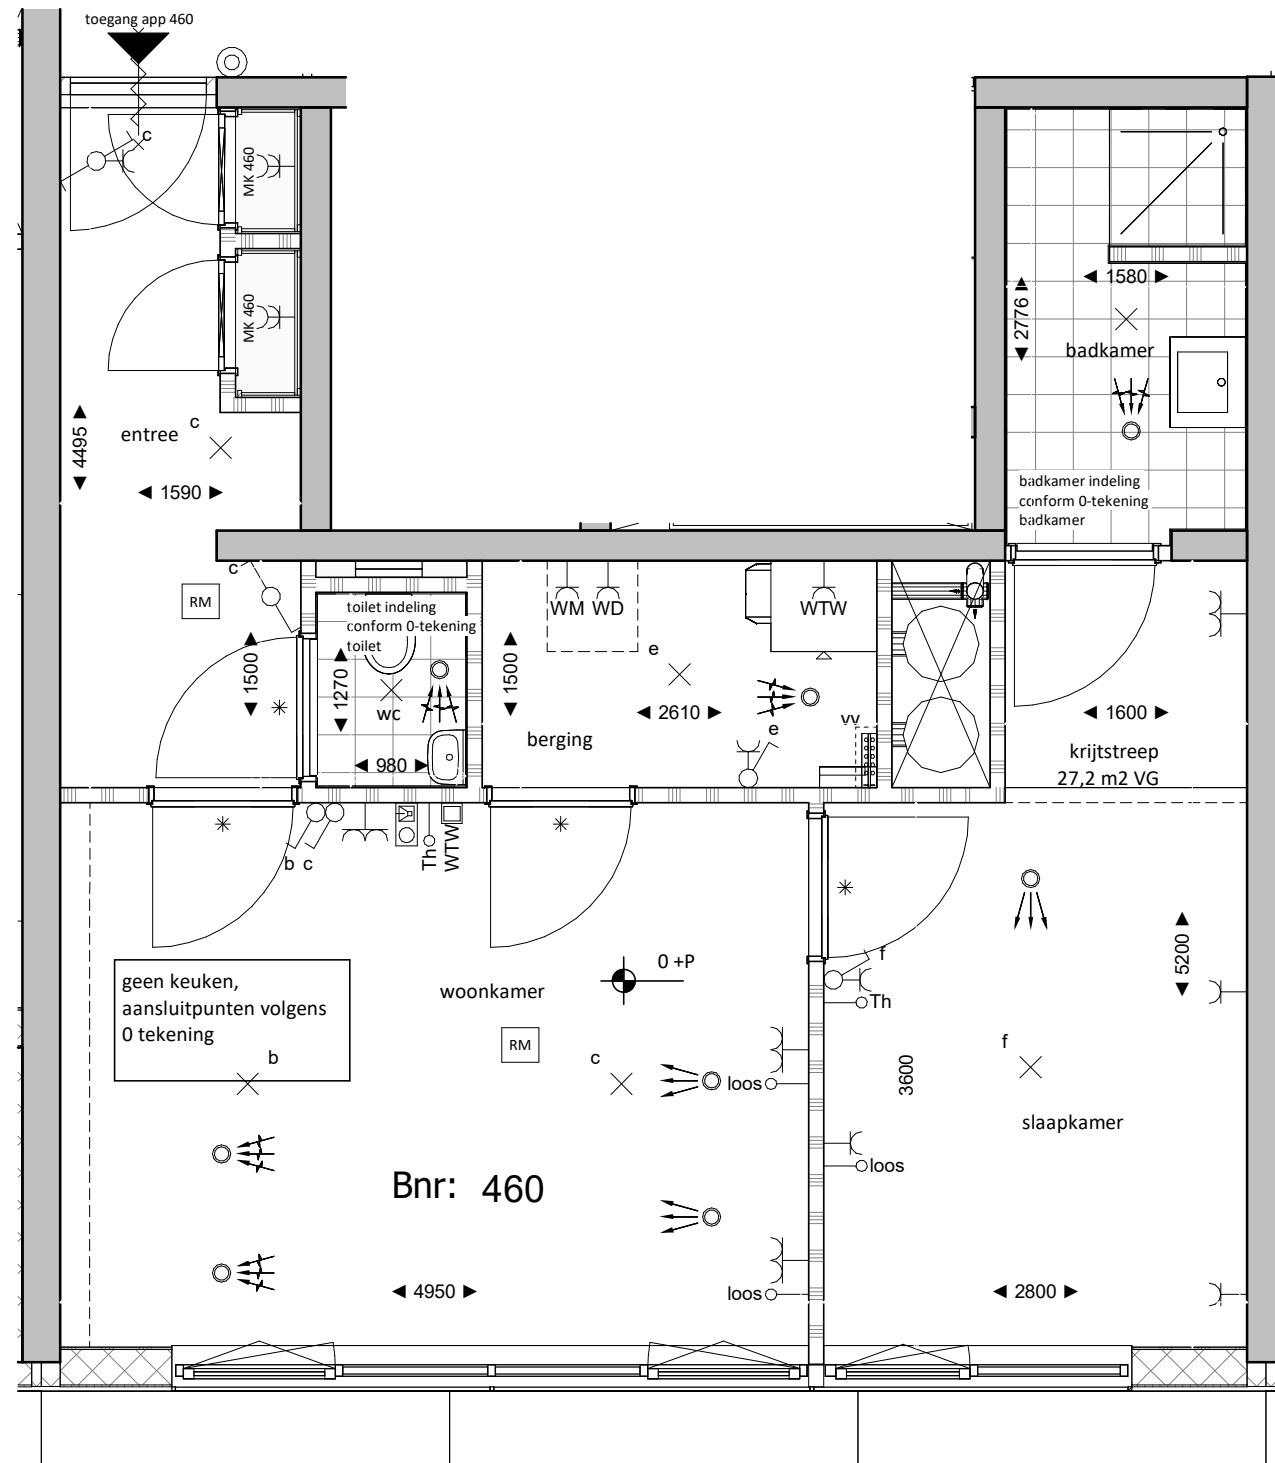 toegang app 460
c
MK 460
MK 460
1580
2776
badkamer
entree
c
4495
1590
badkamer indeling
conform 0-tekening
badkamer
c
RM
toilet indeling
conform 0-tekening
toilet
WM
WD
WTW
e
1500
1270
wc
1500
2610
980
berging
vv
e
1600
krijtstreep
27,2 m2 VG
b
c
Th
WTW
geen keuken,
aansluitpunten volgens
0 tekening
woonkamer
0 +P
f
Th
5200
RM
b
c
loos
3600
f
slaapkamer
loos
Bnr: 460
4950
loos
2800